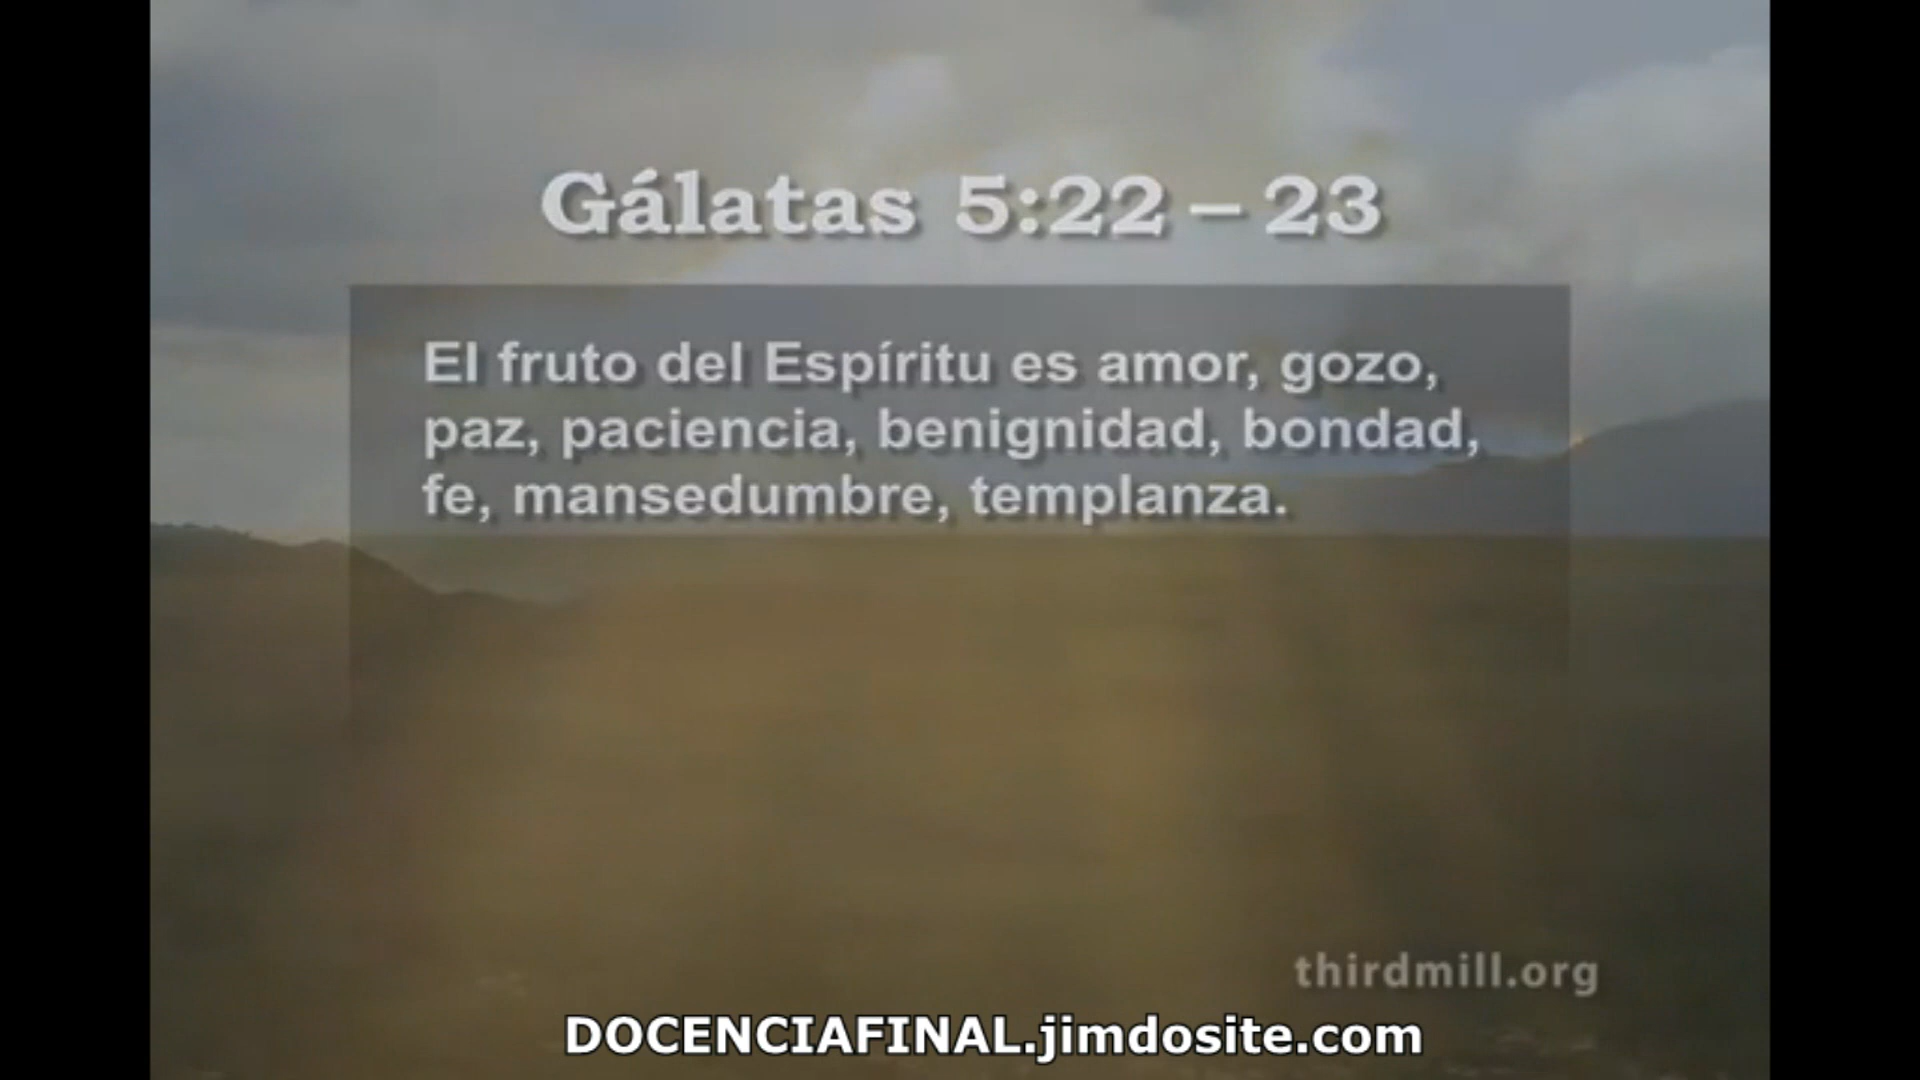 Gálatas 5:22 – 23
El fruto del Espíritu es amor, gozo,
paz, paciencia, benignidad, bondad,
fe, mansedumbre, templanza.
thirdmill.org
DOCENCIAFINAL.jimdosite.com